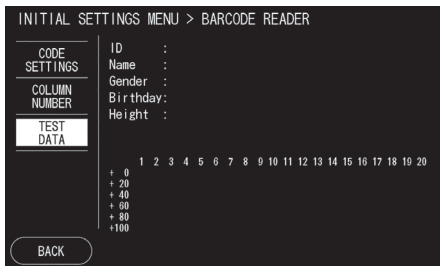 INITIAL SETTINGS MENU > BARCODE READER
CODE
SETTINGS
COLUMN
NUMBER
TEST
DATA
ID :
Name :
Gender :
Birthday:
Height :
1 2 3 4 5 6 7 8 9 10 11 12 13 14 15 16 17 18 19 20
+ 0
+ 20
+ 40
+ 60
+ 80
+100
BACK